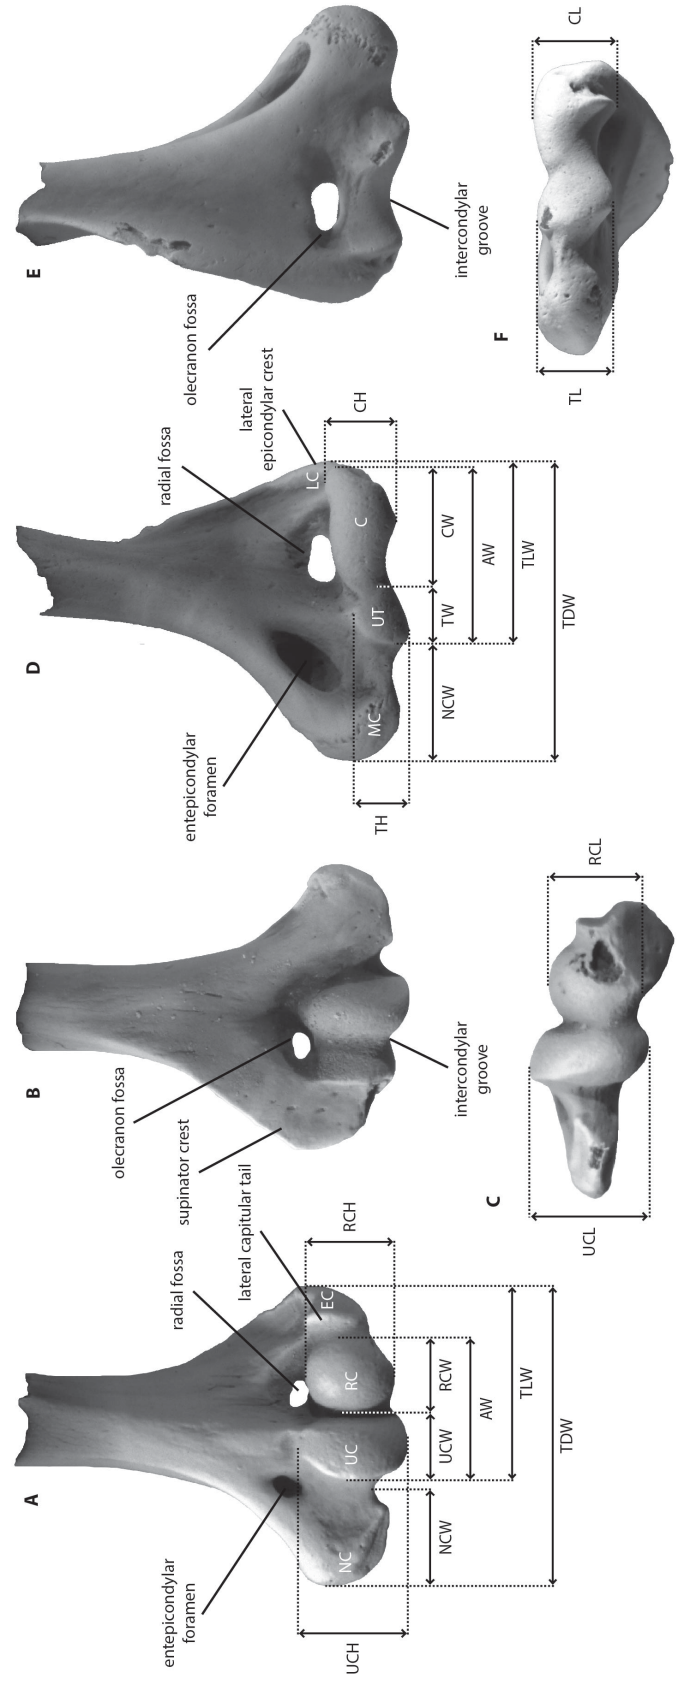 A
entepicondylar
foramen
radial fossa
lateral capitular tail
NC
UC
RC
EC
UCH
RCH
NCW
UCW
RCW
AW
TLW
TDW
B
olecranon fossa
supinator crest
intercondylar
groove
C
UCL
RCL
D
entepicondylar
foramen
radial fossa
lateral
epicondylar crest
MC
UT
C
LC
TH
CH
NCW
TW
CW
AW
TLW
TDW
E
olecranon fossa
intercondylar
groove
F
TL
CL